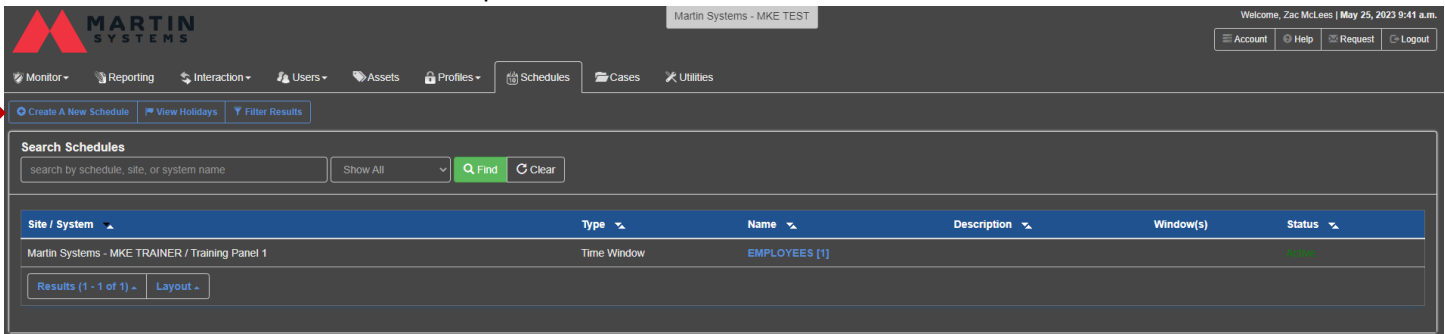 MARTIN
SYSTEMS
Martin Systems - MKE TEST
Welcome, Zac McLees | May 25, 2023 9:41 a.m.
Account Help Request Logout
Monitor Reporting Interaction Users Assets Profiles Schedules Cases Utilities
Create A New Schedule View Holidays Filter Results
Search Schedules
search by schedule, site, or system name Show All Find Clear
Site / System Type Name Description Window(s) Status
Martin Systems - MKE TRAINER / Training Panel 1 Time Window EMPLOYEES [1] Active
Results (1 - 1 of 1) Layout